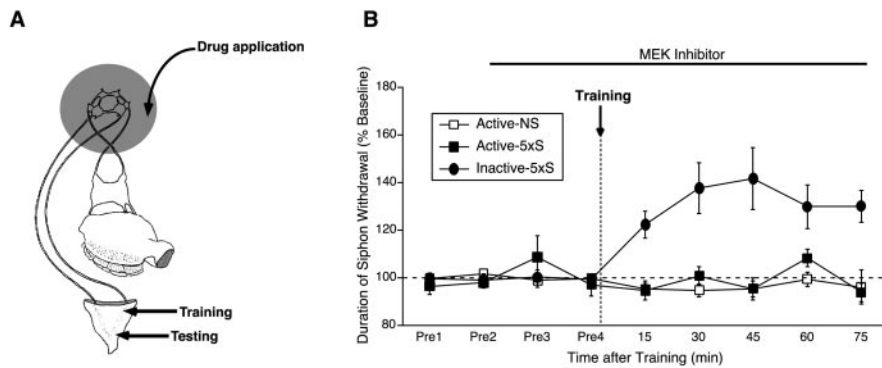 A
Drug application
Training
Testing
B
MEK Inhibitor
Duration of Siphon Withdrawal (% Baseline)
180
160
140
120
100
80
Training
Active-NS
Active-5xS
Inactive-5xS
Pre1 Pre2 Pre3 Pre4 15 30 45 60 75
Time after Training (min)